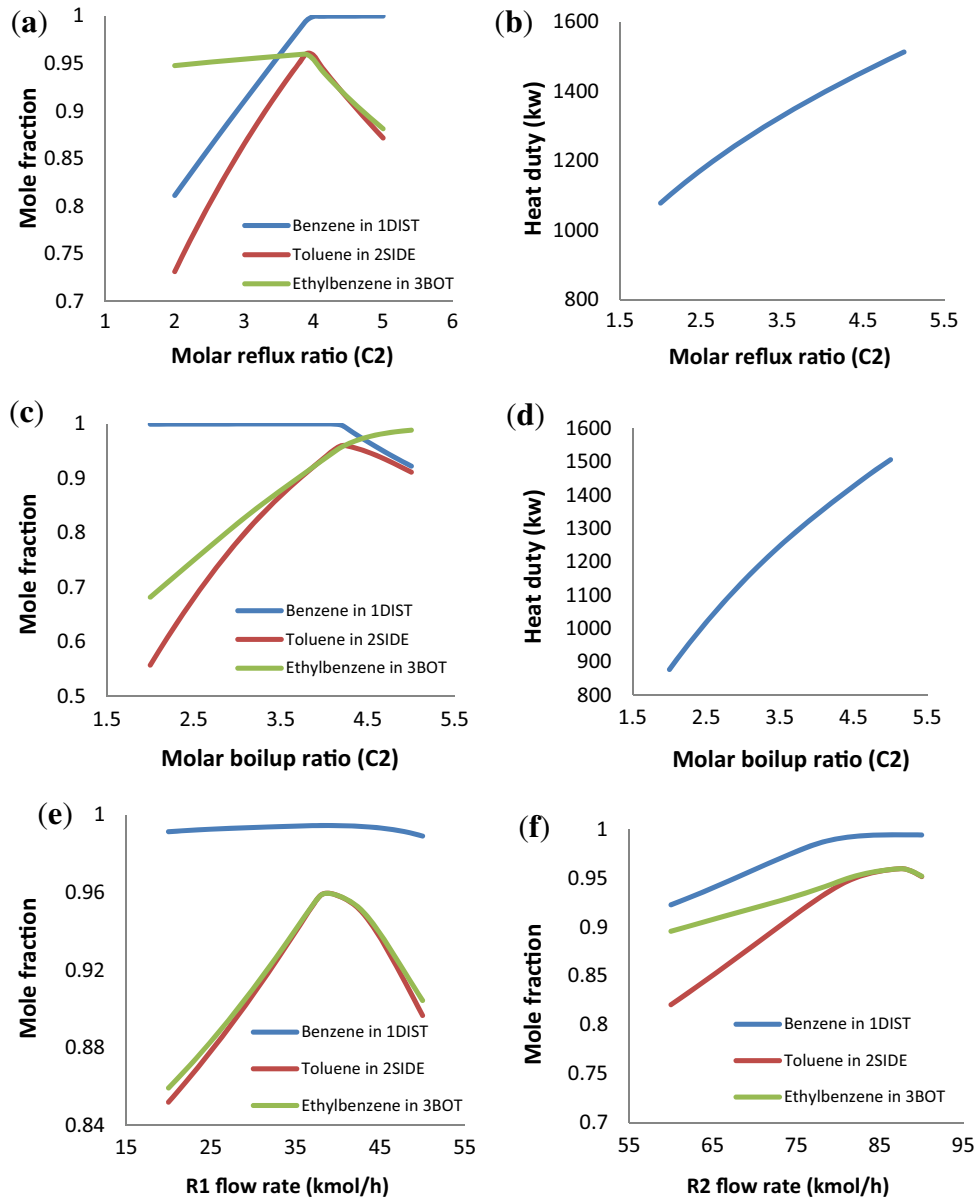 (a)
1
0.95
0.9
0.85
0.8
0.75
0.7
Mole fraction
Benzene in 1DIST
Toluene in 2SIDE
Ethylbenzene in 3BOT
1 2 3 4 5 6
Molar reflux ratio (C2)
(b)
1600
1400
1200
1000
800
Heat duty (kw)
1.5 2.5 3.5 4.5 5.5
Molar reflux ratio (C2)
(c)
1
0.9
0.8
0.7
0.6
0.5
Mole fraction
Benzene in 1DIST
Toluene in 2SIDE
Ethylbenzene in 3BOT
1.5 2.5 3.5 4.5 5.5
Molar boilup ratio (C2)
(d)
1600
1500
1400
1300
1200
1100
1000
900
800
Heat duty (kw)
1.5 2.5 3.5 4.5 5.5
Molar boilup ratio (C2)
(e)
1
0.96
0.92
0.88
0.84
Mole fraction
Benzene in 1DIST
Toluene in 2SIDE
Ethylbenzene in 3BOT
15 25 35 45 55
R1 flow rate (kmol/h)
(f)
1
0.95
0.9
0.85
0.8
0.75
0.7
Mole fraction
Benzene in 1DIST
Toluene in 2SIDE
Ethylbenzene in 3BOT
55 65 75 85 95
R2 flow rate (kmol/h)